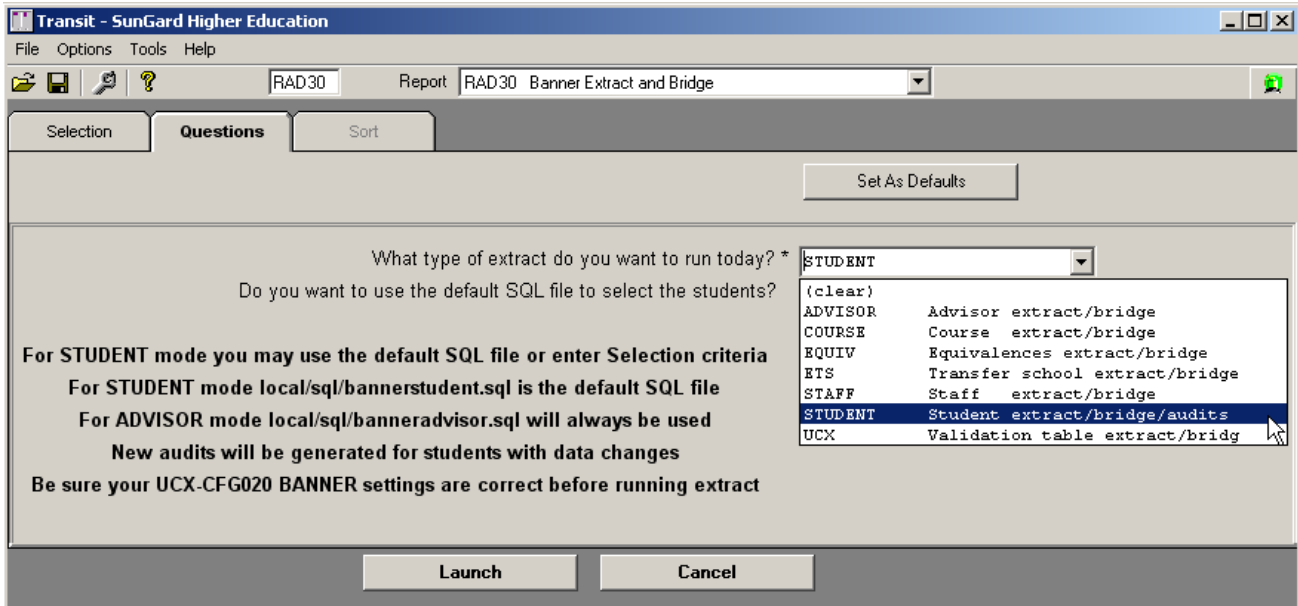 Transit - SunGard Higher Education
File Options Tools Help
RAD30 Report RAD30 Banner Extract and Bridge
Selection Questions Sort
Set As Defaults
What type of extract do you want to run today? * STUDENT
Do you want to use the default SQL file to select the students?
(clear)
ADVISOR Advisor extract/bridge
COURSE Course extract/bridge
EQUIV Equivalences extract/bridge
ETS Transfer school extract/bridge
STAFF Staff extract/bridge
STUDENT Student extract/bridge/audits
UCX Validation table extract/bridg
For STUDENT mode you may use the default SQL file or enter Selection criteria
For STUDENT mode local/sql/bannerstudent.sql is the default SQL file
For ADVISOR mode local/sql/banneradvisor.sql will always be used
New audits will be generated for students with data changes
Be sure your UCX-CFG020 BANNER settings are correct before running extract
Launch Cancel